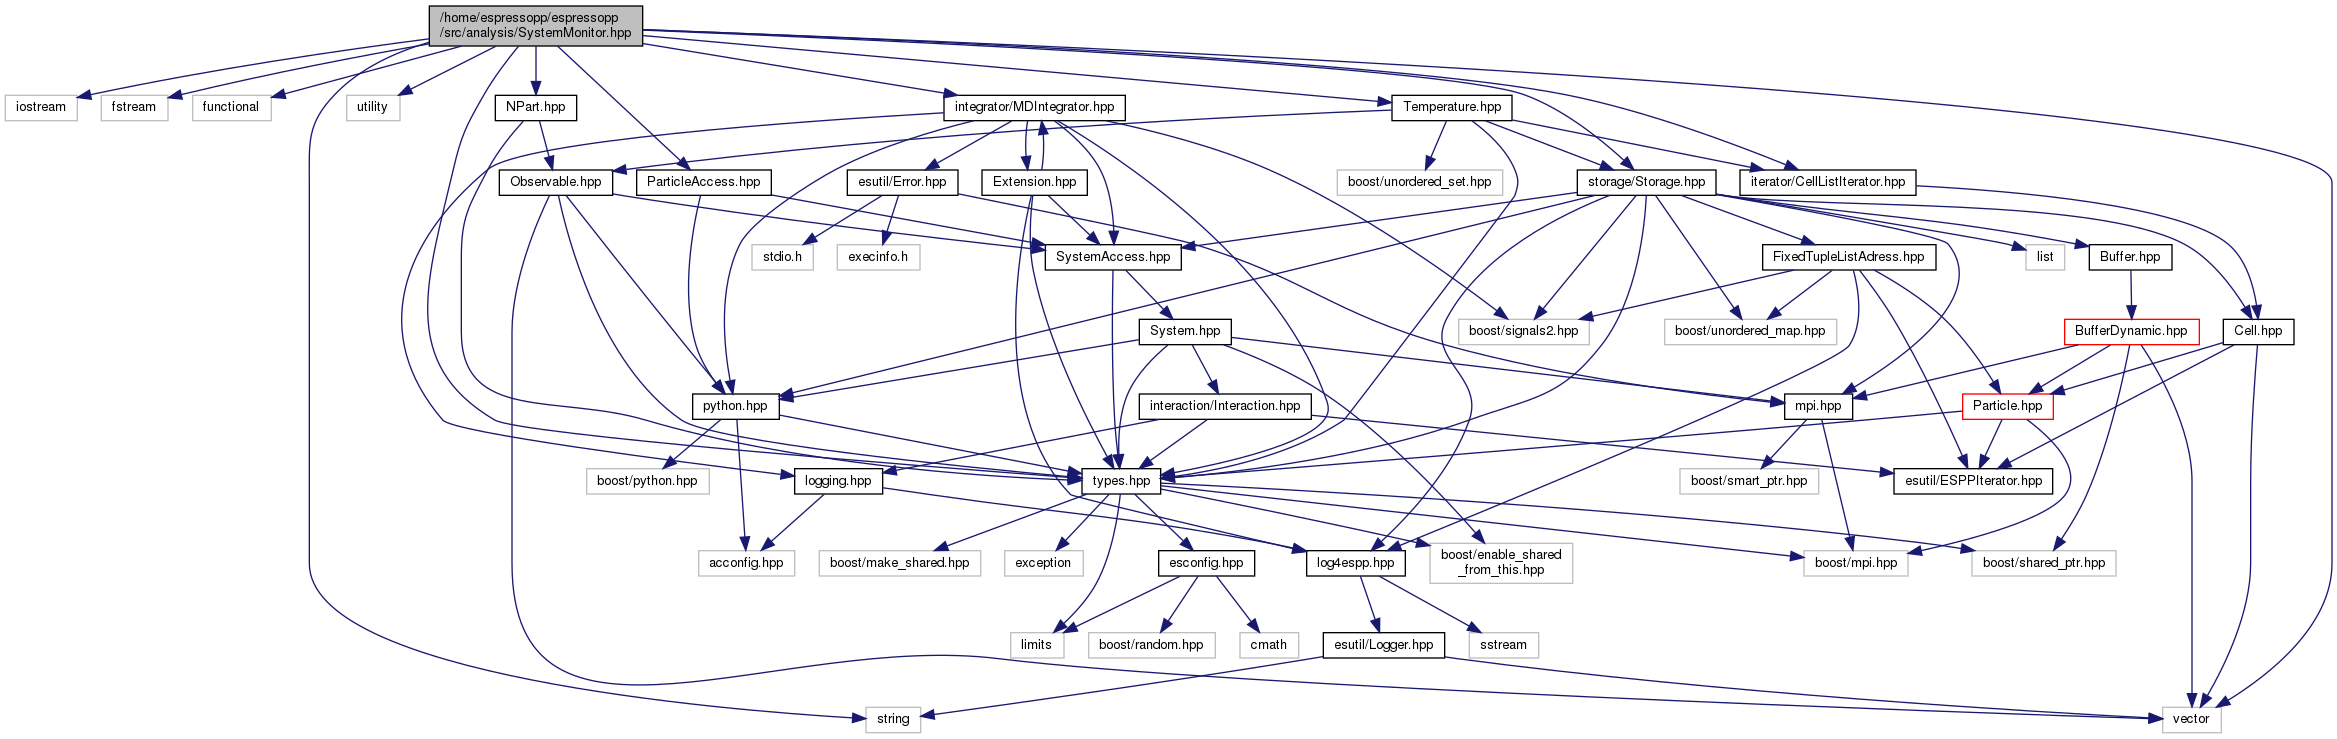 /home/espressopp/espressopp
/src/analysis/SystemMonitor.hpp
iostream
fstream
functional
utility
NPart.hpp
integrator/MDIntegrator.hpp
Temperature.hpp
Observable.hpp
ParticleAccess.hpp
esutil/Error.hpp
Extension.hpp
boost/unordered_set.hpp
storage/Storage.hpp
iterator/CellListIterator.hpp
stdio.h
execinfo.h
SystemAccess.hpp
FixedTupleListAdress.hpp
list
Buffer.hpp
System.hpp
boost/signals2.hpp
boost/unordered_map.hpp
BufferDynamic.hpp
Cell.hpp
python.hpp
interaction/Interaction.hpp
mpi.hpp
Particle.hpp
boost/python.hpp
logging.hpp
types.hpp
boost/smart_ptr.hpp
esutil/ESPPIterator.hpp
acconfig.hpp
boost/make_shared.hpp
exception
esconfig.hpp
log4espp.hpp
boost/enable_shared
_from_this.hpp
boost/mpi.hpp
boost/shared_ptr.hpp
limits
boost/random.hpp
cmath
esutil/Logger.hpp
sstream
string
vector